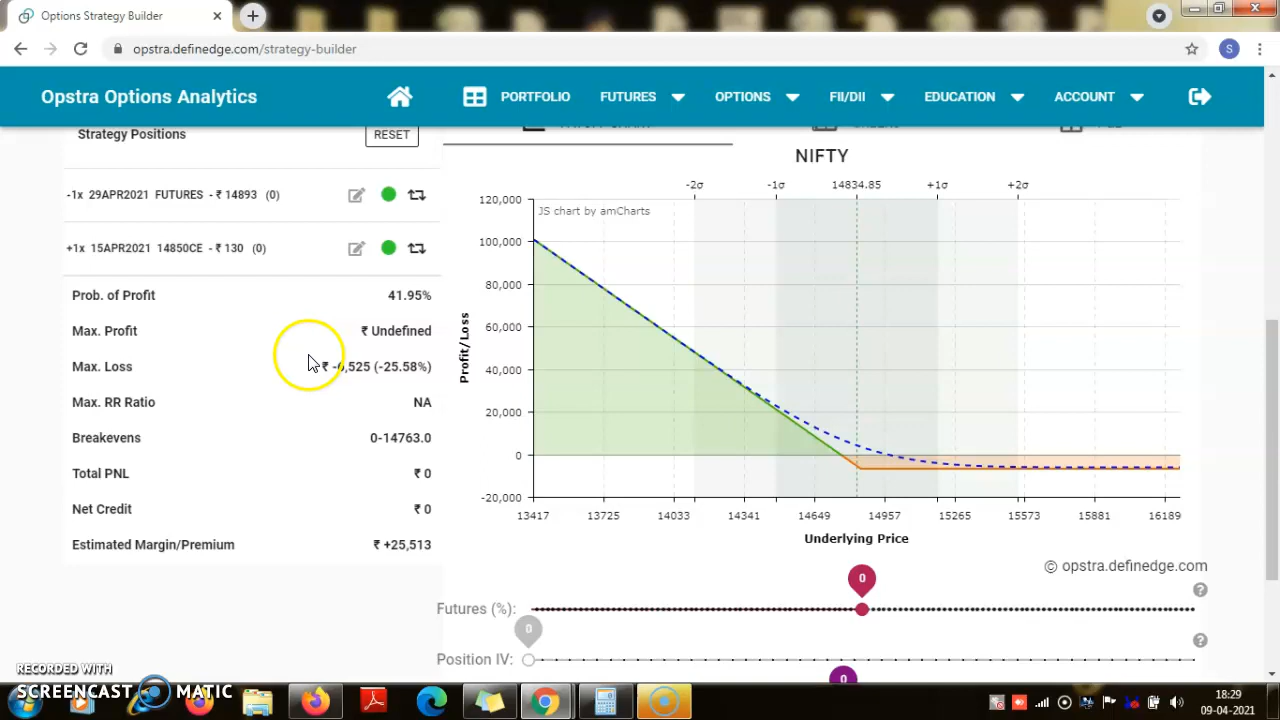 Options Strategy Builder
opstra.definedge.com/strategy-builder
S
Opstra Options Analytics
PORTFOLIO
FUTURES
OPTIONS
FII/DII
EDUCATION
ACCOUNT
Strategy Positions
RESET
NIFTY
-1x 29APR2021 FUTURES - ₹ 14893 (0)
+1x 15APR2021 14850CE - ₹ 130 (0)
Prob. of Profit 41.95%
Max. Profit ₹ Undefined
Max. Loss ₹ -6,525 (-25.58%)
Max. RR Ratio NA
Breakevens 0-14763.0
Total PNL ₹ 0
Net Credit ₹ 0
Estimated Margin/Premium ₹ +25,513
-2σ -1σ 14834.85 +1σ +2σ
JS chart by amCharts
120,000
100,000
80,000
60,000
40,000
20,000
0
-20,000
Profit/Loss
13417 13725 14033 14341 14649 14957 15265 15573 15881 16189
Underlying Price
© opstra.definedge.com
0
Futures (%):
?
0
Position IV:
?
0
RECORDED WITH
SCREENCAST MATIC
18:29
09-04-2021